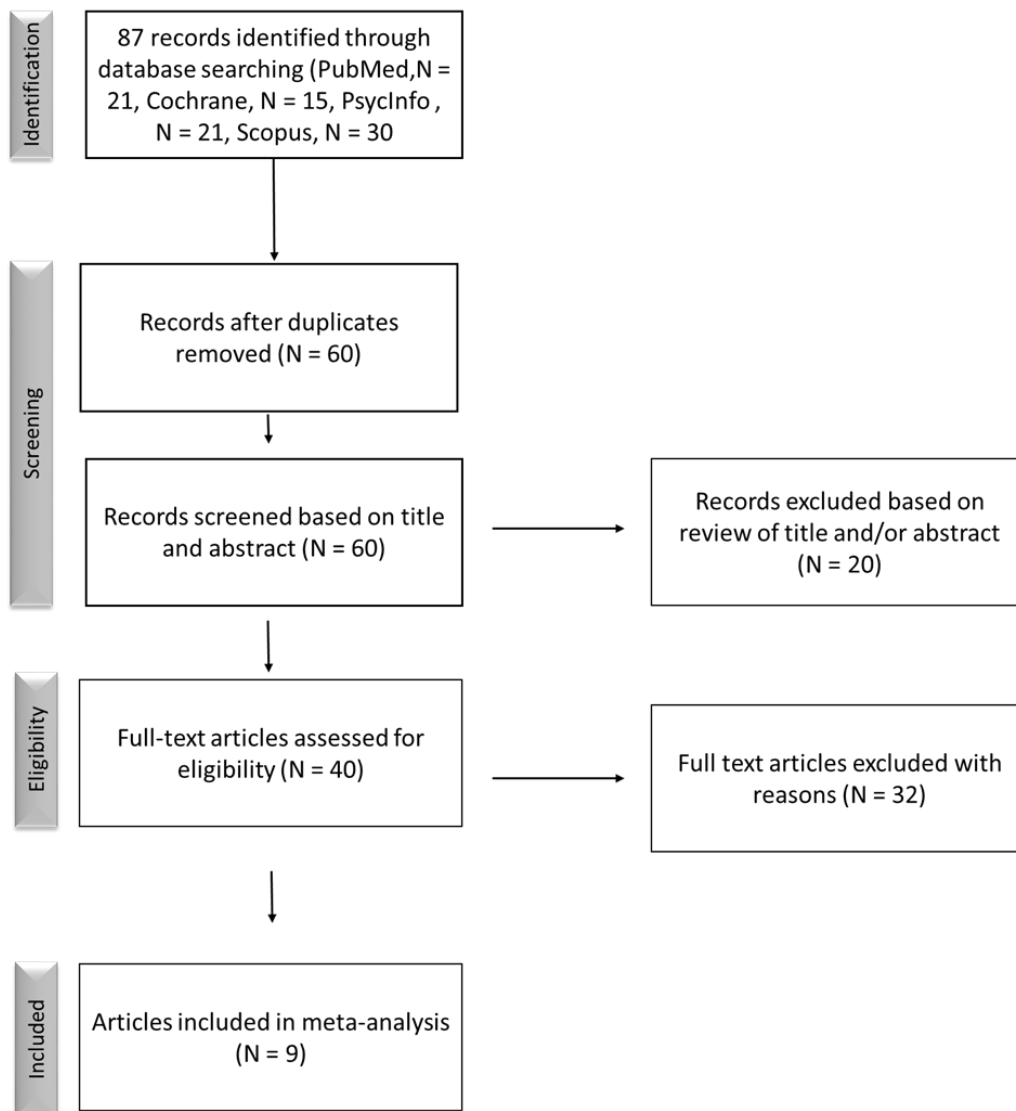 Identification
87 records identified through
database searching (PubMed,N =
21, Cochrane, N = 15, PsycInfo ,
N = 21, Scopus, N = 30
Screening
Records after duplicates
removed (N = 60)
Records screened based on title
and abstract (N = 60)
Records excluded based on
review of title and/or abstract
(N = 20)
Eligibility
Full-text articles assessed for
eligibility (N = 40)
Full text articles excluded with
reasons (N = 32)
Included
Articles included in meta-analysis
(N = 9)